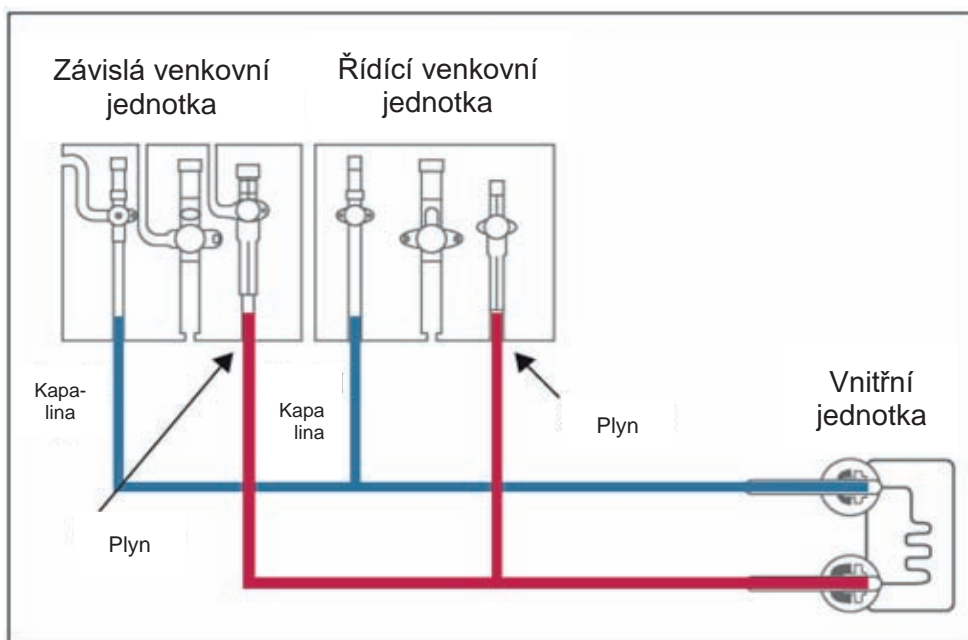 Závislá venkovní
jednotka
Řídící venkovní
jednotka
Kapa-
lina
Kapa
lina
Plyn
Vnitřní
jednotka
Plyn